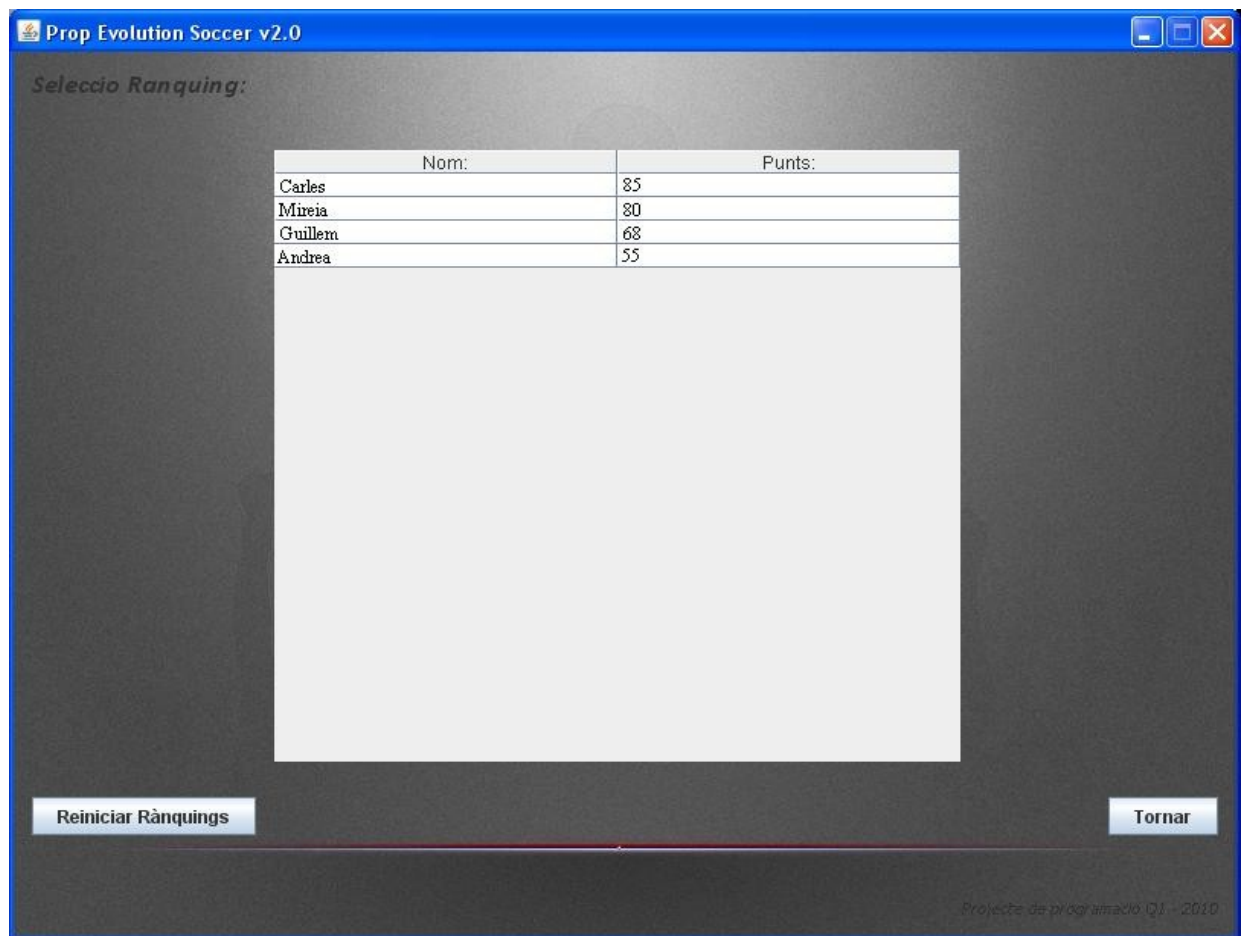 Prop Evolution Soccer v2.0
Seleccio Ranquing:
Nom: Punts:
Carles 85
Mireia 80
Guillem 68
Andrea 55
Reiniciar Rànquings Tornar
Projecte de programació Q1 - 2010